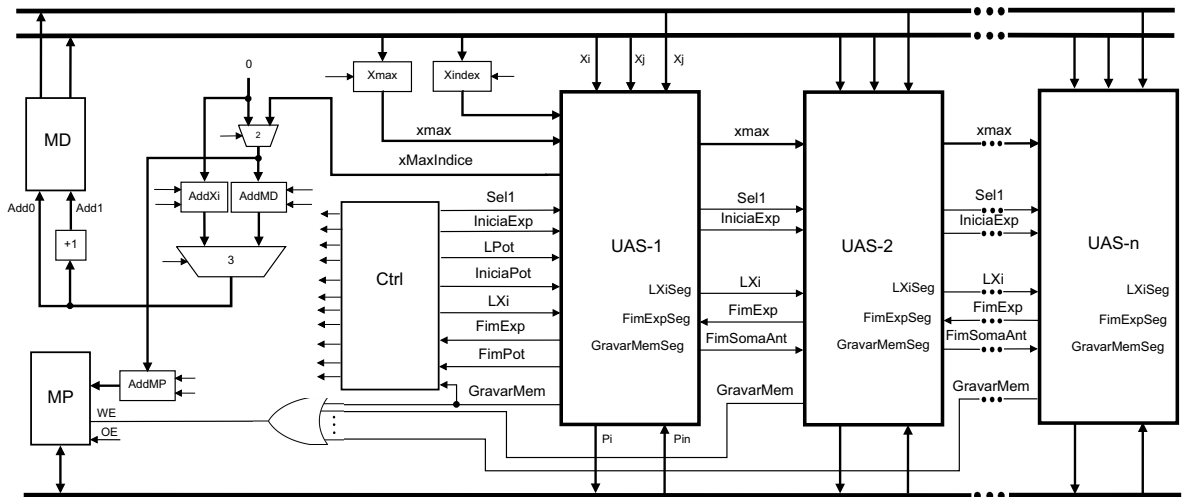 Xi
Xj
Xj
0
Xmax
Xindex
MD
2
xmax
xmax
xmax
xMaxIndice
Add0
Add1
AddXi
AddMD
Sel1
Sel1
Sel1
IniciaExp
IniciaExp
IniciaExp
+1
3
Ctrl
LPot
UAS-1
UAS-2
UAS-n
IniciaPot
LXi
LXiSeg
LXi
LXiSeg
LXi
LXiSeg
FimExp
FimExpSeg
FimExp
FimExpSeg
FimExp
FimExpSeg
FimPot
GravarMemSeg
FimSomaAnt
GravarMemSeg
FimSomaAnt
GravarMemSeg
MP
AddMP
GravarMem
GravarMem
GravarMem
WE
OE
Pi
Pin